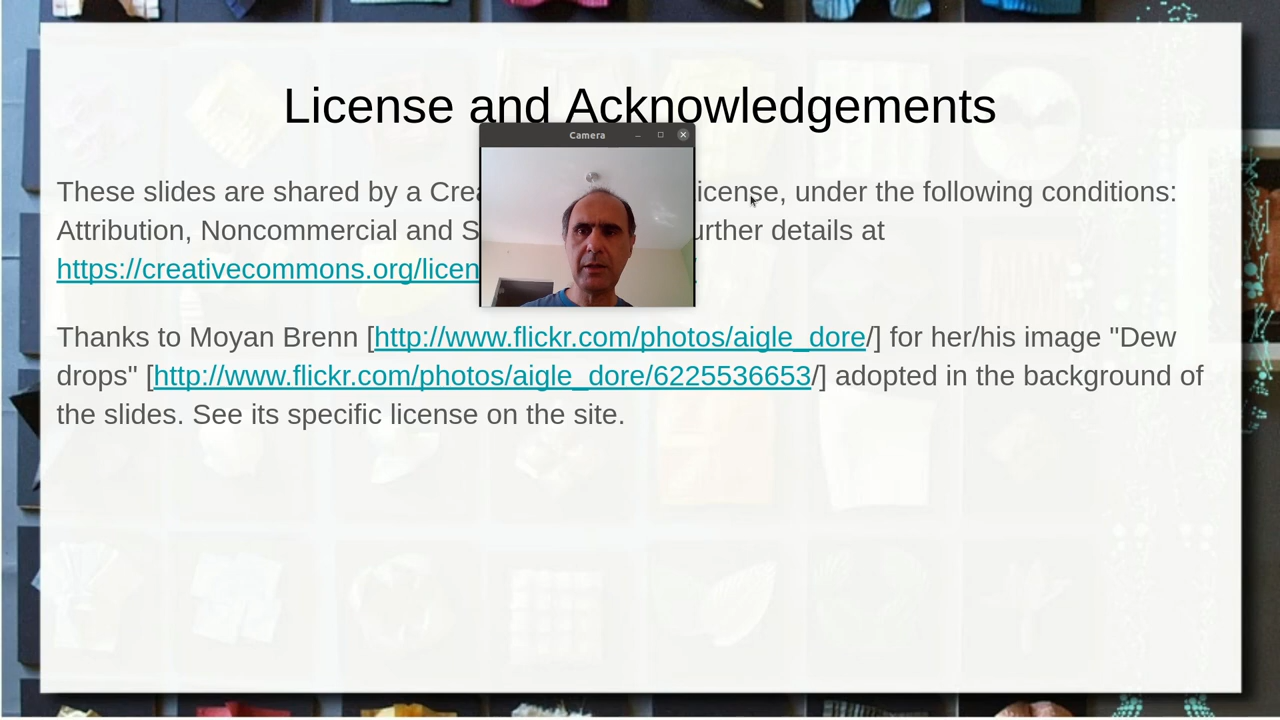 License and Acknowledgements
Camera
These slides are shared by a Crea icense, under the following conditions:
Attribution, Noncommercial and S urther details at
https://creativecommons.org/licen
Thanks to Moyan Brenn [http://www.flickr.com/photos/aigle_dore/] for her/his image "Dew
drops" [http://www.flickr.com/photos/aigle_dore/6225536653/] adopted in the background of
the slides. See its specific license on the site.